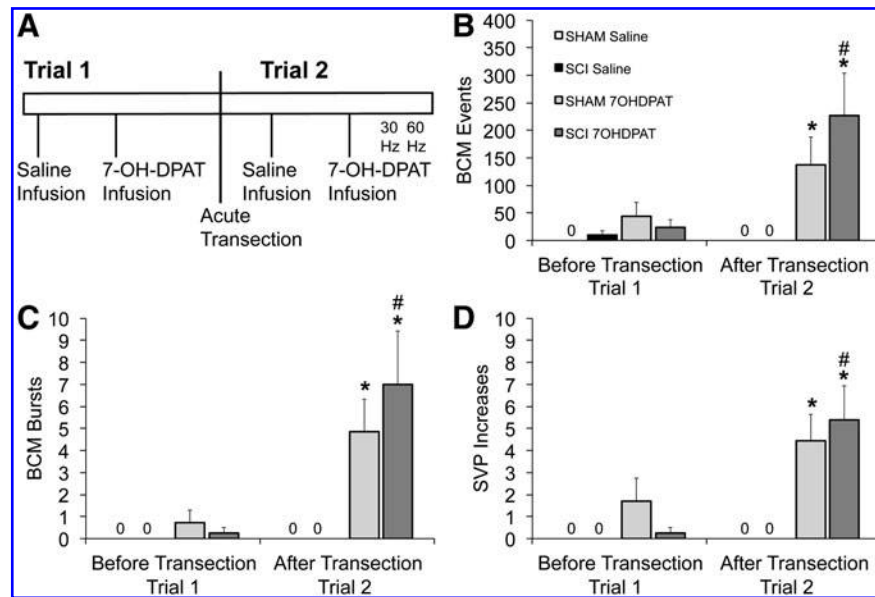 A
Trial 1
Trial 2
30 Hz
60 Hz
Saline Infusion
7-OH-DPAT Infusion
Acute Transection
Saline Infusion
7-OH-DPAT Infusion
B
BCM Events
400
350
300
250
200
150
100
50
0
SHAM Saline
SCI Saline
SHAM 7OHDPAT
SCI 7OHDPAT
0
0 0
*
#
*
Before Transection
Trial 1
After Transection
Trial 2
C
BCM Bursts
10
9
8
7
6
5
4
3
2
1
0
0 0
0 0
*
#
*
Before Transection
Trial 1
After Transection
Trial 2
D
SVP Increases
10
9
8
7
6
5
4
3
2
1
0
0 0
0 0
*
#
*
Before Transection
Trial 1
After Transection
Trial 2